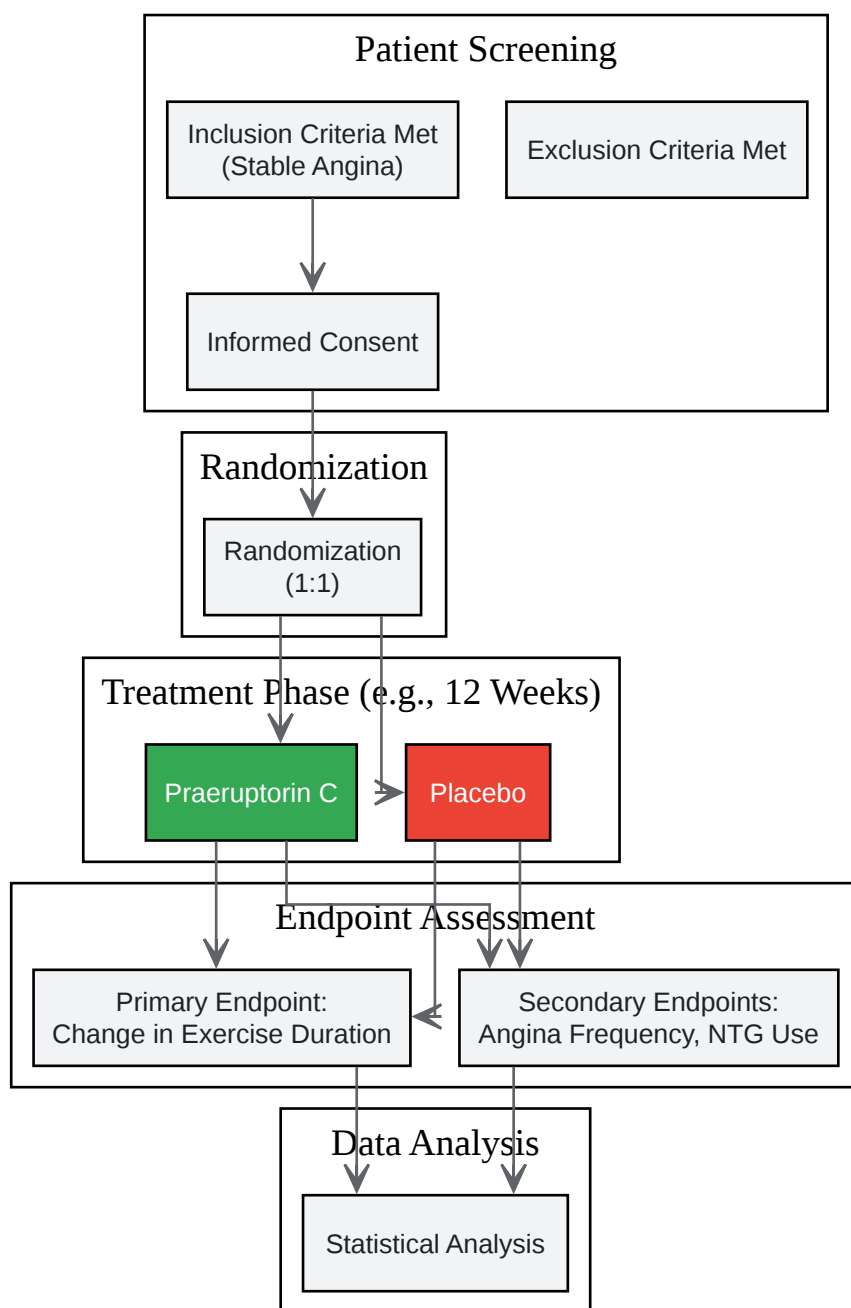 Patient Screening
Inclusion Criteria Met
(Stable Angina)
Exclusion Criteria Met
Informed Consent
Randomization
Randomization
(1:1)
Treatment Phase (e.g., 12 Weeks)
Praeruptorin C
Placebo
Endpoint Assessment
Primary Endpoint:
Change in Exercise Duration
Secondary Endpoints:
Angina Frequency, NTG Use
Data Analysis
Statistical Analysis